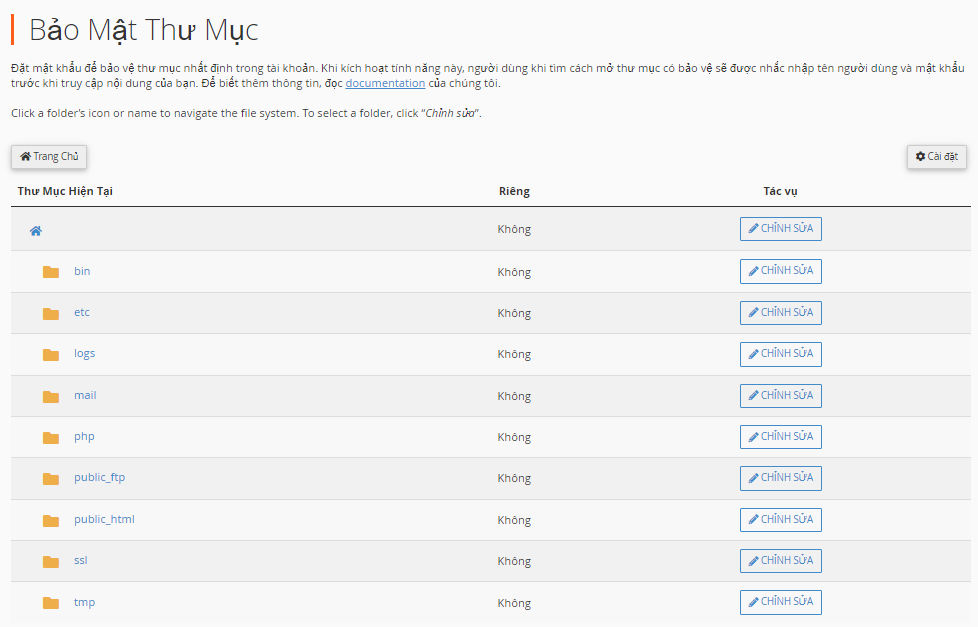 Bảo Mật Thư Mục
Đặt mật khẩu để bảo vệ thư mục nhất định trong tài khoản. Khi kích hoạt tính năng này, người dùng khi tìm cách mở thư mục có bảo vệ sẽ được nhắc nhập tên người dùng và mật khẩu
trước khi truy cập nội dung của bạn. Để biết thêm thông tin, đọc documentation của chúng tôi.
Click a folder's icon or name to navigate the file system. To select a folder, click “Chỉnh sửa”.
Trang Chủ Cài đặt
Thư Mục Hiện Tại Riêng Tác vụ
Không CHỈNH SỬA
bin Không CHỈNH SỬA
etc Không CHỈNH SỬA
logs Không CHỈNH SỬA
mail Không CHỈNH SỬA
php Không CHỈNH SỬA
public_ftp Không CHỈNH SỬA
public_html Không CHỈNH SỬA
ssl Không CHỈNH SỬA
tmp Không CHỈNH SỬA